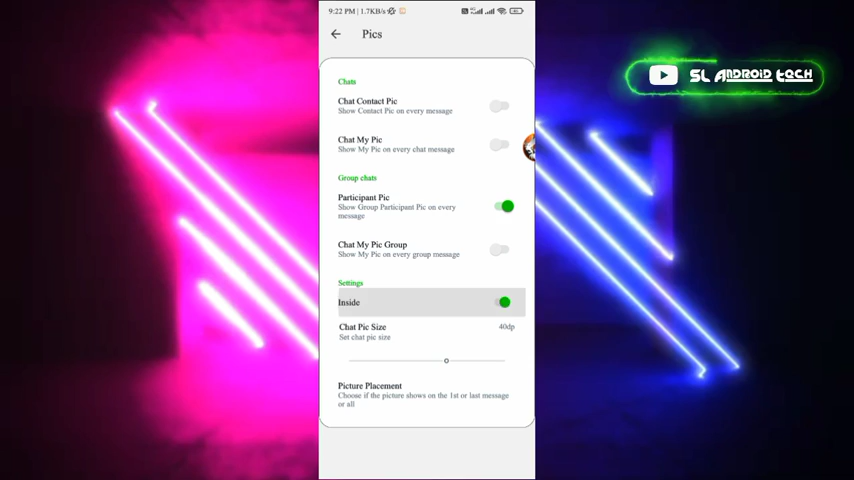 9:22 PM | 1.7KB/s
Pics
SL ANDROID TECH
Chats
Chat Contact Pic
Show Contact Pic on every message
Chat My Pic
Show My Pic on every chat message
Group chats
Participant Pic
Show Group Participant Pic on every
message
Chat My Pic Group
Show My Pic on every group message
Settings
Inside
Chat Pic Size
40dp
Set chat pic size
Picture Placement
Choose if the picture shows on the 1st or last message
or all